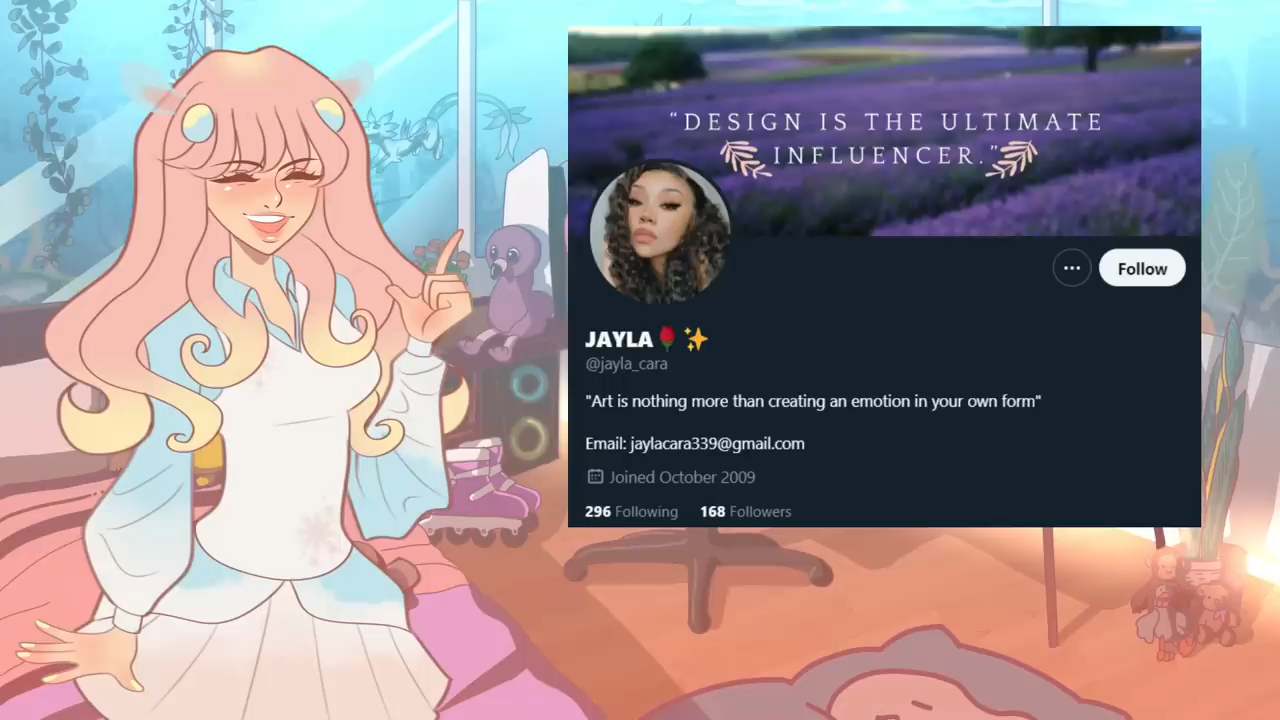 "DESIGN IS THE ULTIMATE
INFLUENCER."
Follow
JAYLA🌹✨
@jayla_cara
"Art is nothing more than creating an emotion in your own form"
Email: jaylacara339@gmail.com
Joined October 2009
296 Following 168 Followers